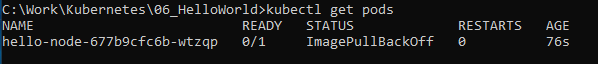 C:\Work\Kubernetes\06_HelloWorld>kubectl get pods
NAME READY STATUS RESTARTS AGE
hello-node-677b9cfc6b-wtzqp 0/1 ImagePullBackOff 0 76s